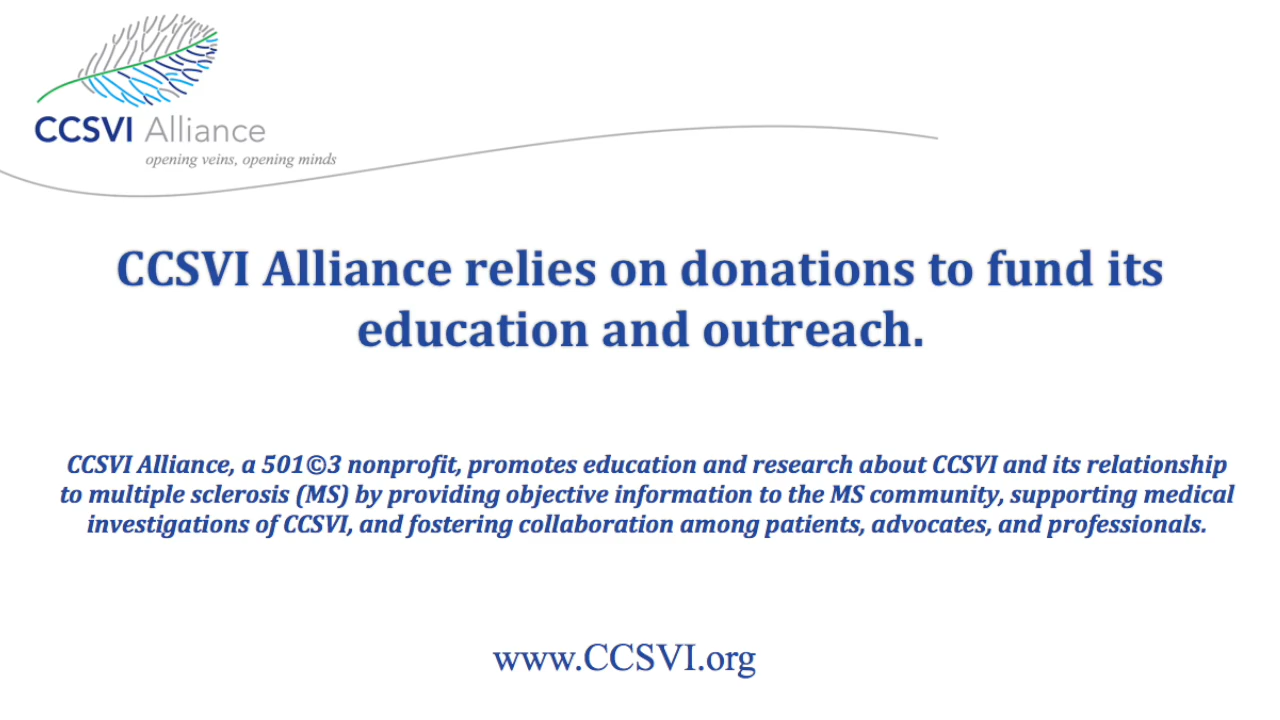 CCSVI Alliance
opening veins, opening minds
CCSVI Alliance relies on donations to fund its
education and outreach.
CCSVI Alliance, a 501©3 nonprofit, promotes education and research about CCSVI and its relationship
to multiple sclerosis (MS) by providing objective information to the MS community, supporting medical
investigations of CCSVI, and fostering collaboration among patients, advocates, and professionals.
www.CCSVI.org